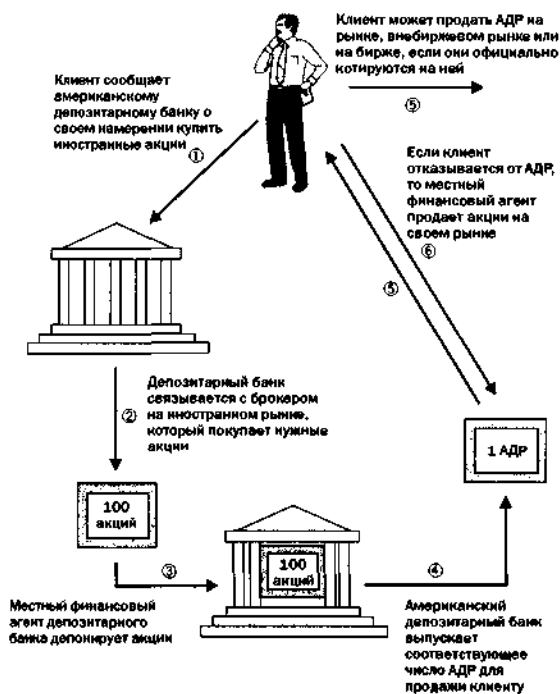 Клиент может продать АДР на
рынке, внебиржевом рынке или
на бирже, если они официально
котируются на ней
⑤
Клиент сообщает
американскому
депозитарному банку о
своем намерении купить
иностранные акции
①
Если клиент
отказывается от АДР,
то местный
финансовый агент
продает акции на
своем рынке
⑥
⑤
Депозитарный банк
связывается с брокером
на иностранном рынке,
который покупает нужные
акции
②
1 АДР
100
акций
③
100
акций
④
Местный финансовый
агент депозитарного
банка депонирует акции
Американский
депозитарный банк
выпускает
соответствующее
число АДР для
продажи клиенту